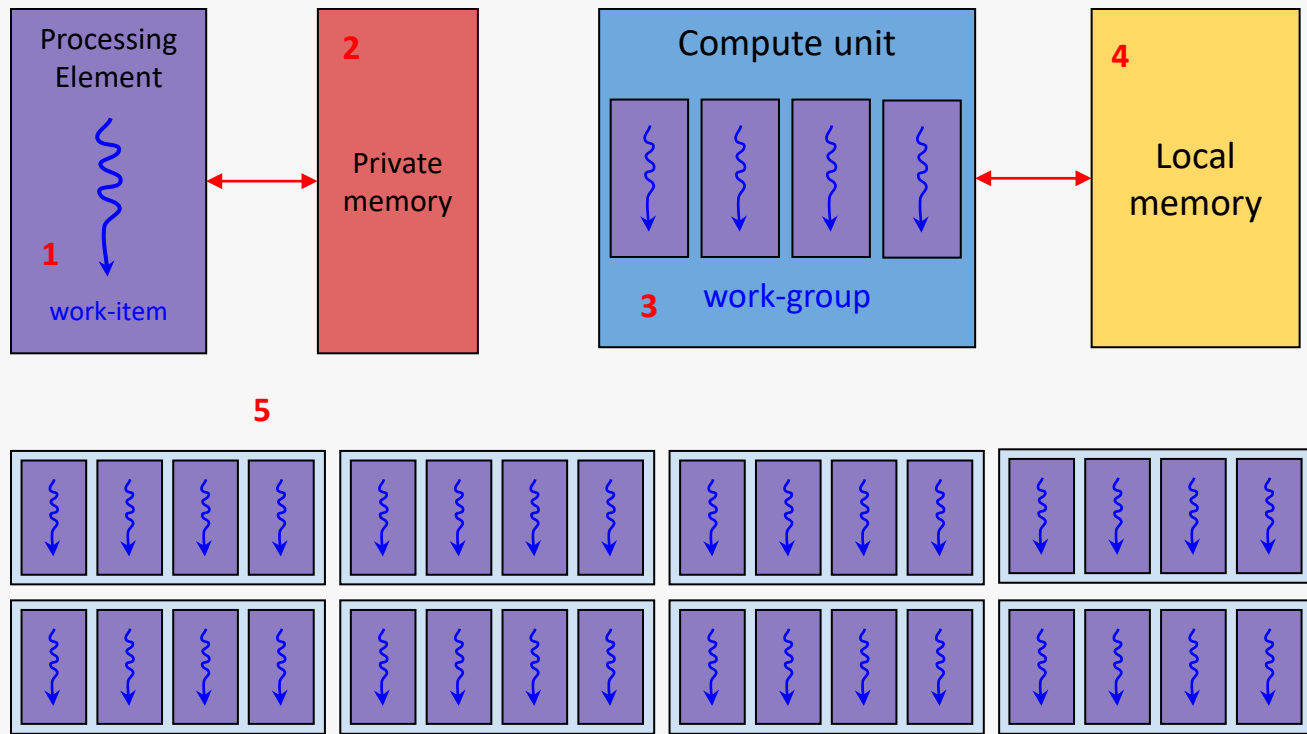 Processing
Element
1
work-item
2
Private
memory
Compute unit
3
work-group
4
Local
memory
5